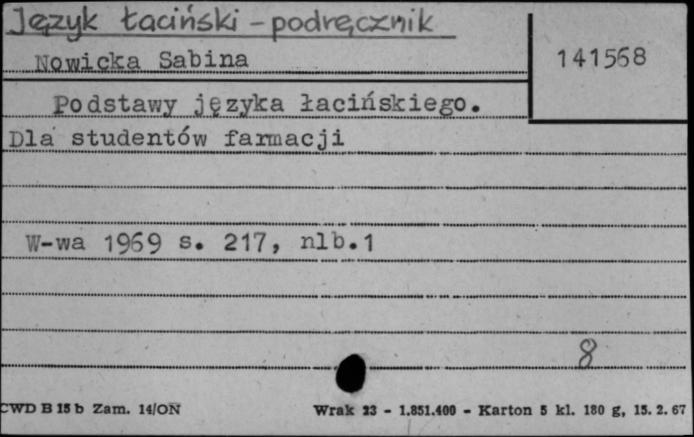 Język łaciński - podręcznik
Nowicka Sabina
141568
Podstawy języka łacińskiego.
Dla studentów farmacji
W-wa 1969 s. 217, nlb.1
8
CWD B 15 b Zam. 14/ON
Wrak 23 - 1.851.400 - Karton 5 kl. 180 g, 15. 2. 67